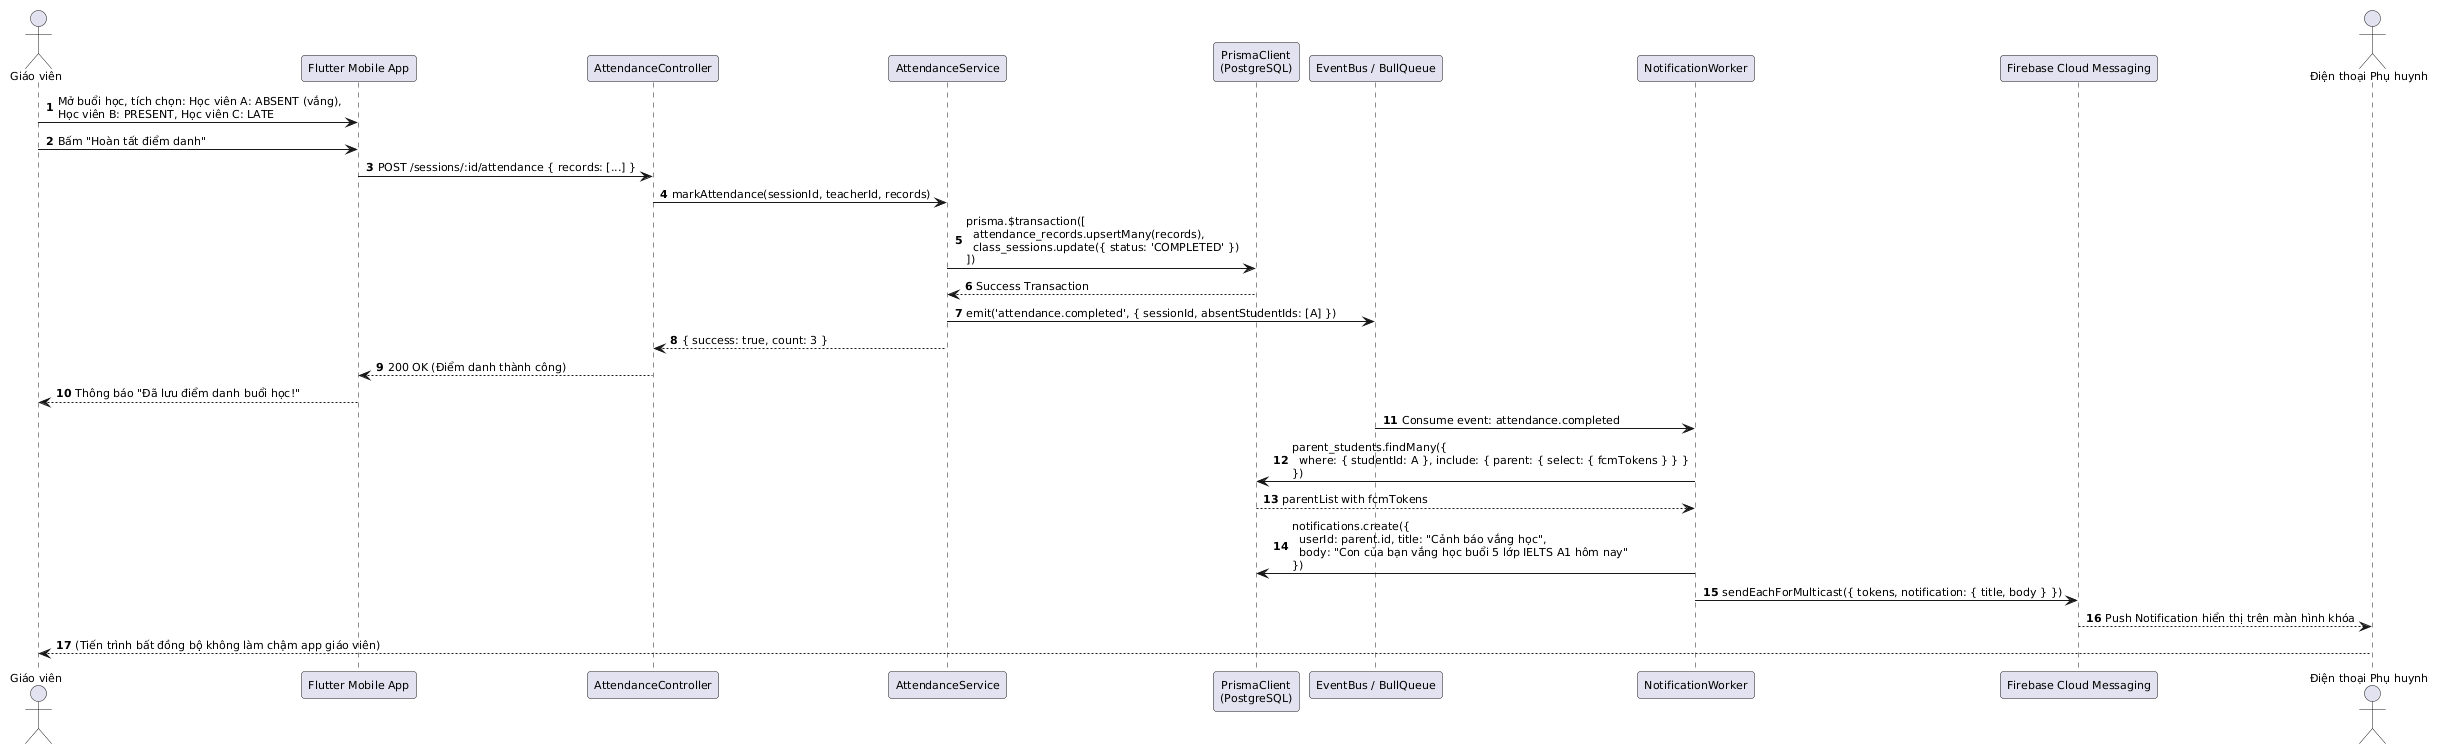 Giáo viên
Flutter Mobile App
AttendanceController
AttendanceService
PrismaClient
(PostgreSQL)
EventBus / BullQueue
NotificationWorker
Firebase Cloud Messaging
Điện thoại Phụ huynh
1 Mở buổi học, tích chọn: Học viên A: ABSENT (vắng),
Học viên B: PRESENT, Học viên C: LATE
2 Bấm "Hoàn tất điểm danh"
3 POST /sessions/:id/attendance { records: [...] }
4 markAttendance(sessionId, teacherId, records)
5 prisma.$transaction([
attendance_records.upsertMany(records),
class_sessions.update({ status: 'COMPLETED' })
])
6 Success Transaction
7 emit('attendance.completed', { sessionId, absentStudentIds: [A] })
8 { success: true, count: 3 }
9 200 OK (Điểm danh thành công)
10 Thông báo "Đã lưu điểm danh buổi học!"
11 Consume event: attendance.completed
12 parent_students.findMany({
where: { studentId: A }, include: { parent: { select: { fcmTokens } } }
})
13 parentList with fcmTokens
14 notifications.create({
userId: parent.id, title: "Cảnh báo vắng học",
body: "Con của bạn vắng học buổi 5 lớp IELTS A1 hôm nay"
})
15 sendEachForMulticast({ tokens, notification: { title, body } })
16 Push Notification hiển thị trên màn hình khóa
17 (Tiến trình bất đồng bộ không làm chậm app giáo viên)
Giáo viên
Flutter Mobile App
AttendanceController
AttendanceService
PrismaClient
(PostgreSQL)
EventBus / BullQueue
NotificationWorker
Firebase Cloud Messaging
Điện thoại Phụ huynh